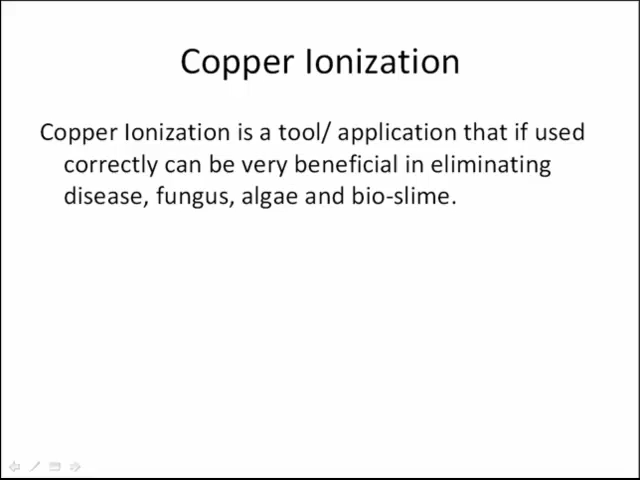 Copper Ionization
Copper Ionization is a tool/ application that if used
correctly can be very beneficial in eliminating
disease, fungus, algae and bio-slime.